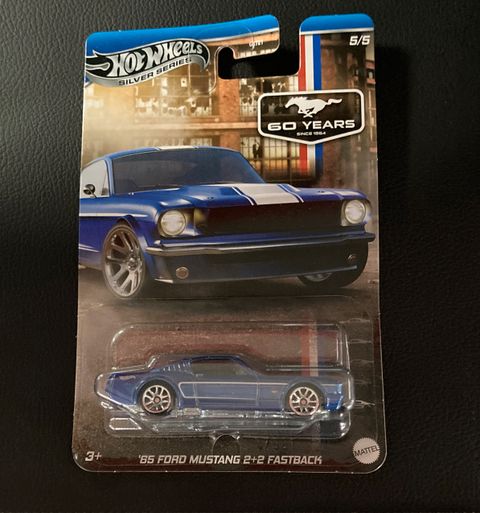 Hot Wheels
SILVER SERIES
5/5
60 YEARS
SINCE 1964
3+
'65 FORD MUSTANG 2+2 FASTBACK
MATTEL